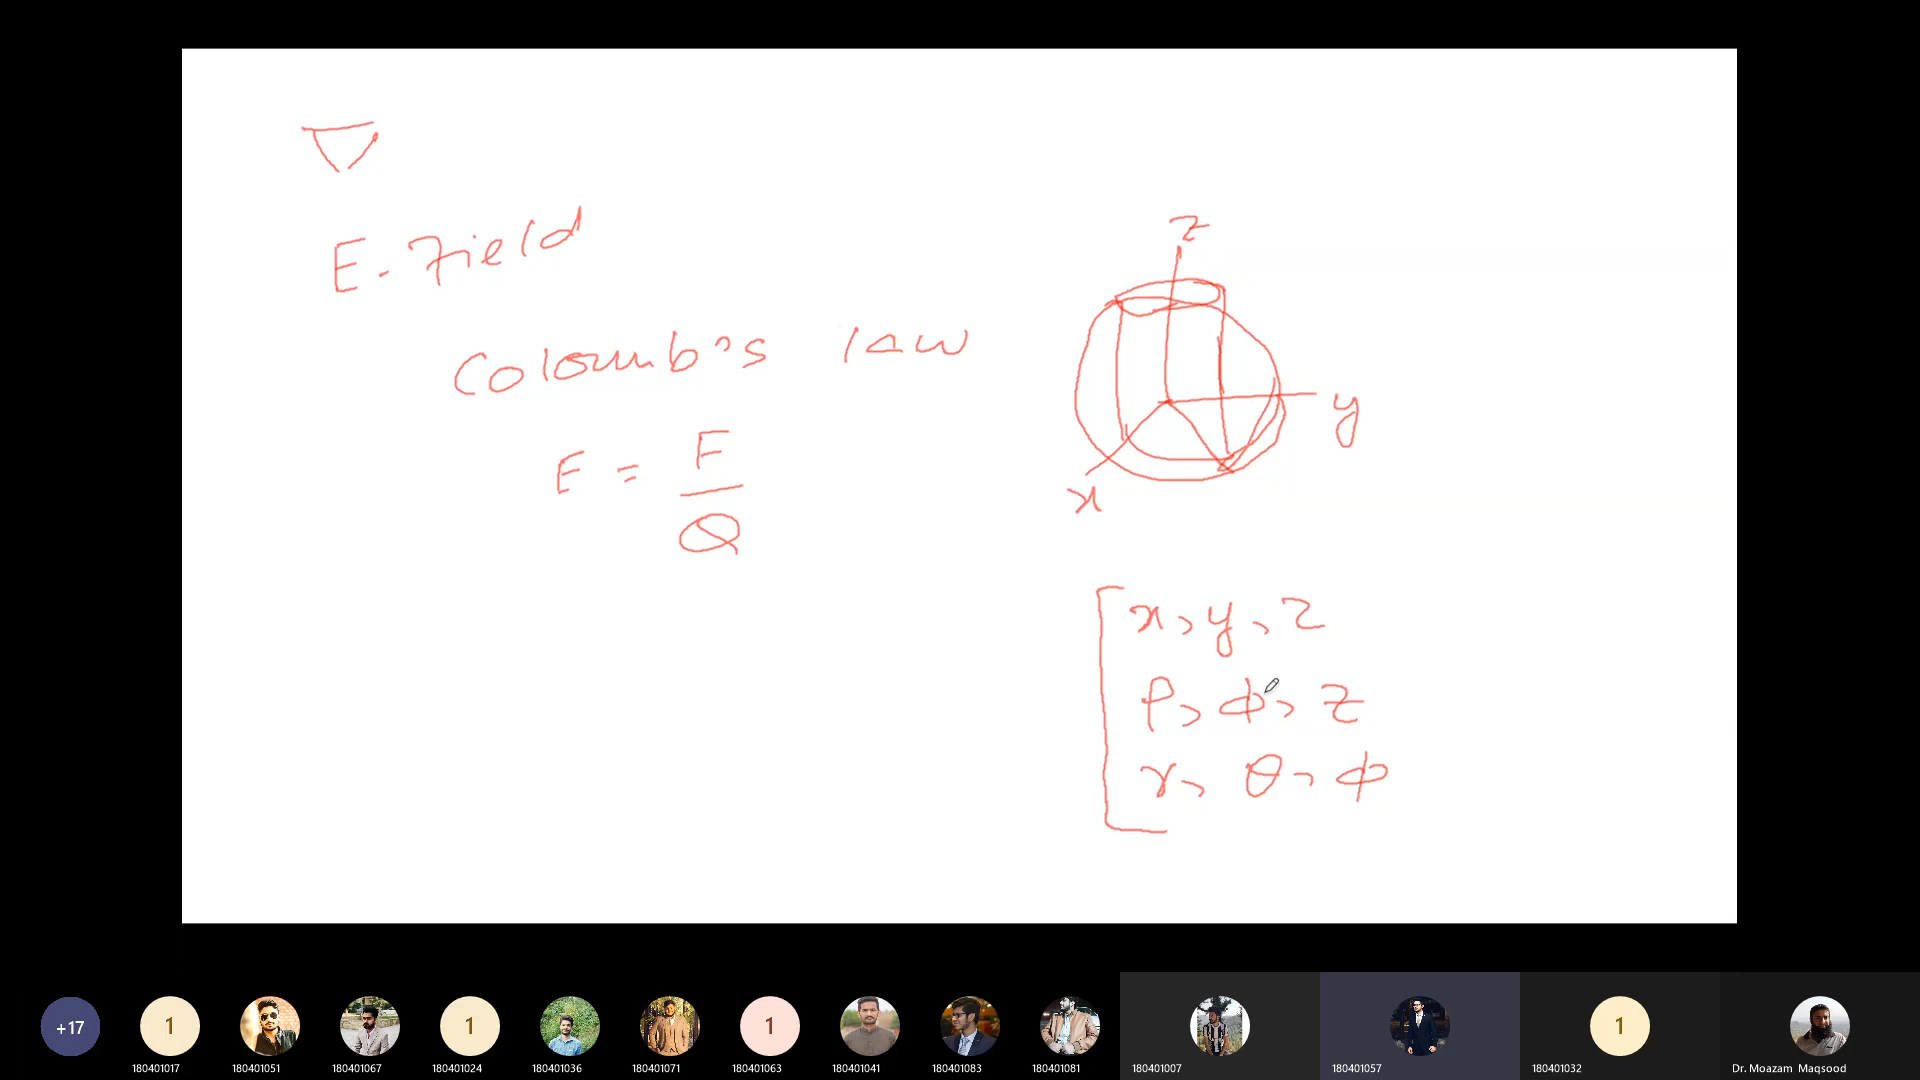 ∇
E-Field
Coloumb's law
E = F/Q
z
y
x
x, y, z
ρ, φ, z
r, θ, φ
+17
1
1
1
1
180401017
180401051
180401067
180401024
180401036
180401071
180401063
180401041
180401083
180401081
180401007
180401057
180401032
Dr. Moazam Maqsood